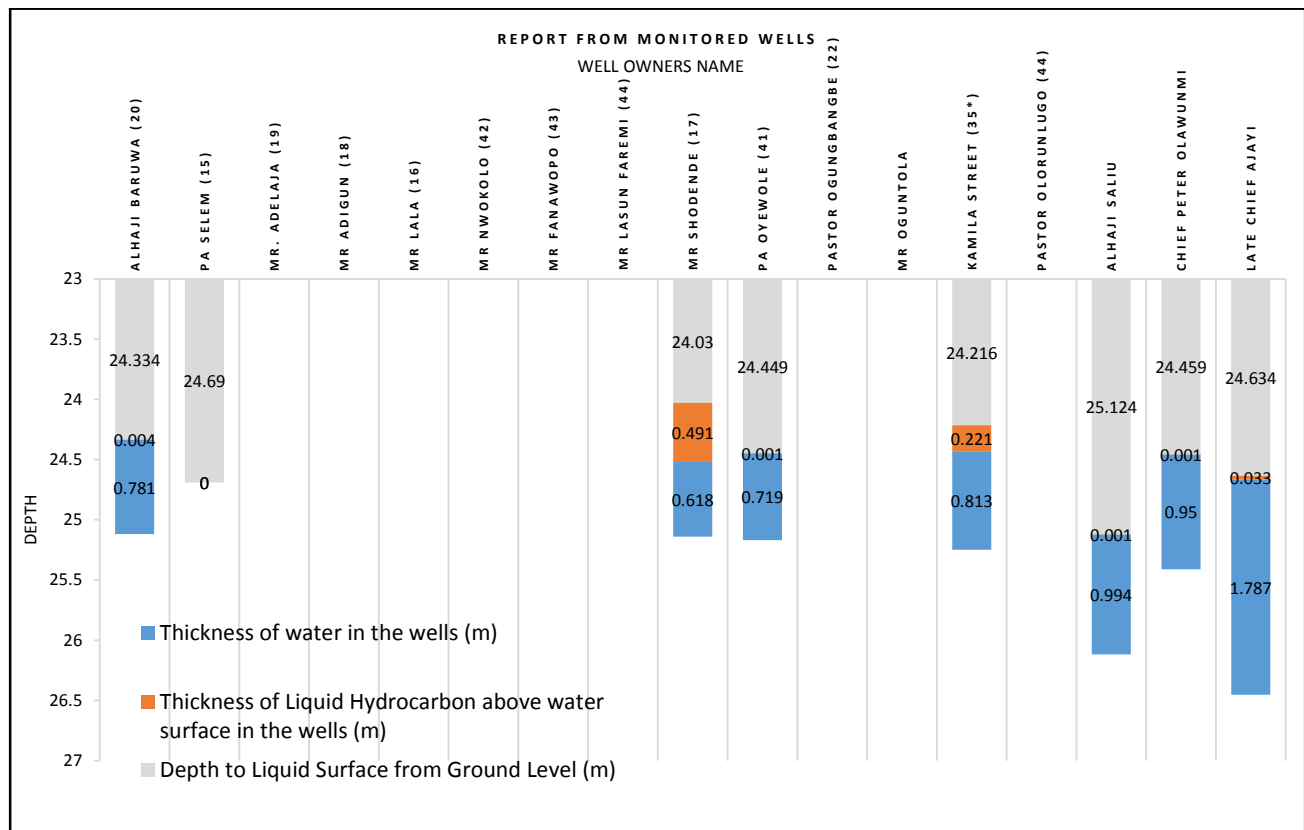 REPORT FROM MONITORED WELLS
WELL OWNERS NAME
ALHAJI BARUWA (20)
PA SELEM (15)
MR. ADELAJA (19)
MR ADIGUN (18)
MR LALA (16)
MR NWOKOLO (42)
MR FANAWOPO (43)
MR LASUN FAREMI (44)
MR SHODENDE (17)
PA OYEWOLE (41)
PASTOR OGUNGBANGBE (22)
MR OGUNTOLA
KAMILA STREET (35*)
PASTOR OLORUNLUGO (44)
ALHAJI SALIU
CHIEF PETER OLAWUNMI
LATE CHIEF AJAYI
DEPTH
23
23.5
24
24.5
25
25.5
26
26.5
27
24.334
0.004
0.781
24.69
0
24.03
0.491
0.618
24.449
0.001
0.719
24.216
0.221
0.813
25.124
0.001
0.994
24.459
0.001
0.95
24.634
0.033
1.787
Thickness of water in the wells (m)
Thickness of Liquid Hydrocarbon above water
surface in the wells (m)
Depth to Liquid Surface from Ground Level (m)